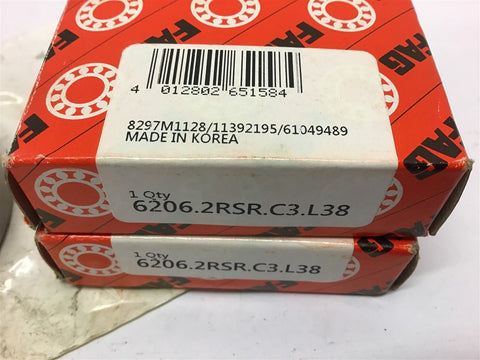 FAG
FAG
4 012802 651584
8297M1128/11392195/61049489
MADE IN KOREA
1 Qty
6206.2RSR.C3.L38
FAG
1 Qty
6206.2RSR.C3.L38